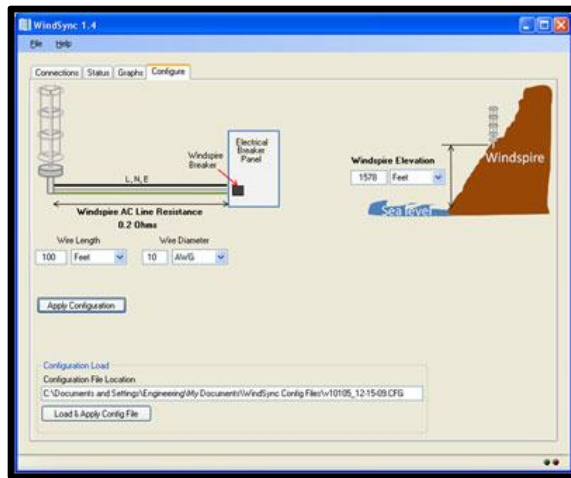 WindSync 1.4
File Help
Connections Status Graphs Configure
Electrical
Breaker
Panel
Windspire
Breaker
L, N, E
Windspire AC Line Resistance
0.2 Ohms
Wire Length Wire Diameter
100 Feet 10 AWG
Windspire Elevation
1578 Feet
Windspire
Sea level
Apply Configuration
Configuration Load
Configuration File Location
C:\Documents and Settings\Engineering\My Documents\WindSync Config Files\v10105_12-15-09.CFG
Load & Apply Config File